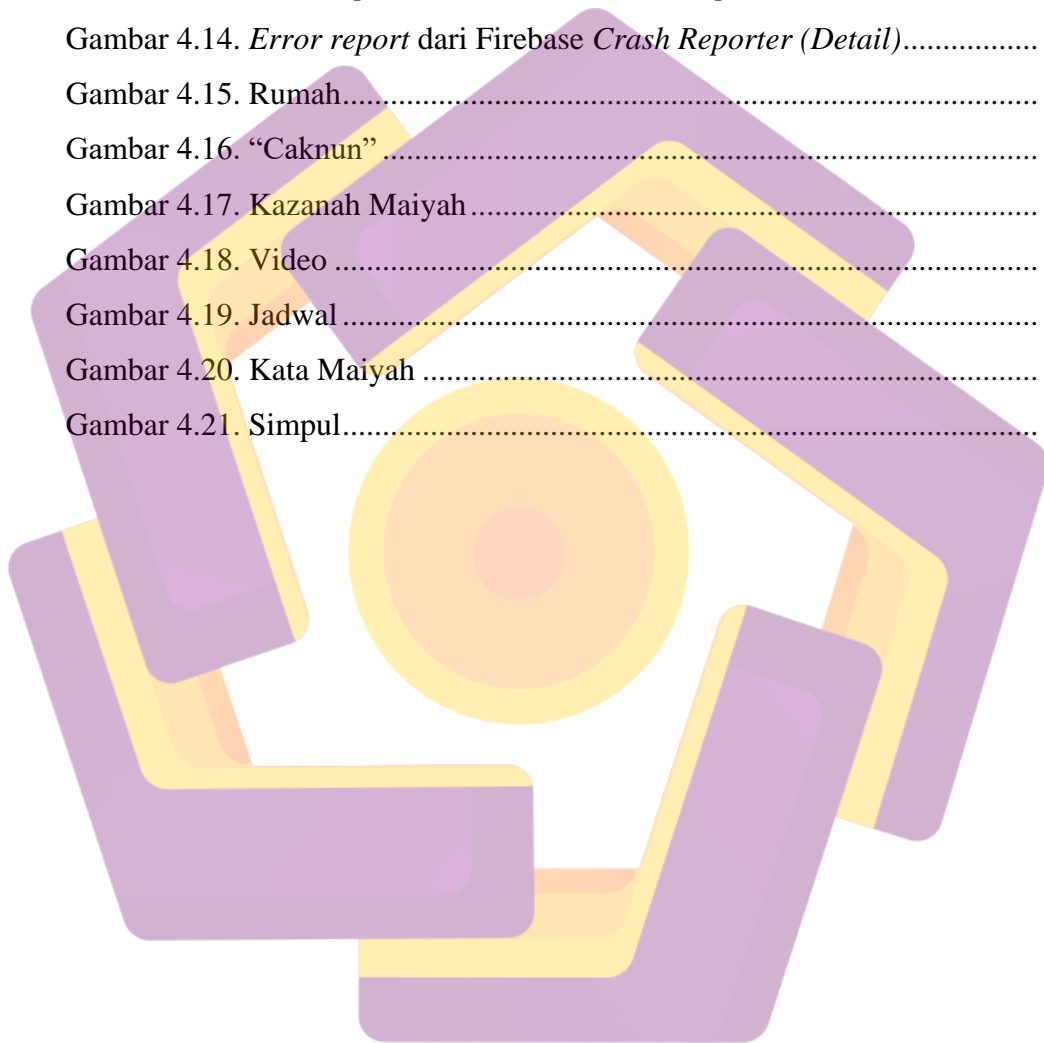 Gambar 4.14. Error report dari Firebase Crash Reporter (Detail)................
Gambar 4.15. Rumah....................................................................................
Gambar 4.16. “Caknun” ...............................................................................
Gambar 4.17. Kazanah Maiyah....................................................................
Gambar 4.18. Video .....................................................................................
Gambar 4.19. Jadwal ....................................................................................
Gambar 4.20. Kata Maiyah ..........................................................................
Gambar 4.21. Simpul....................................................................................